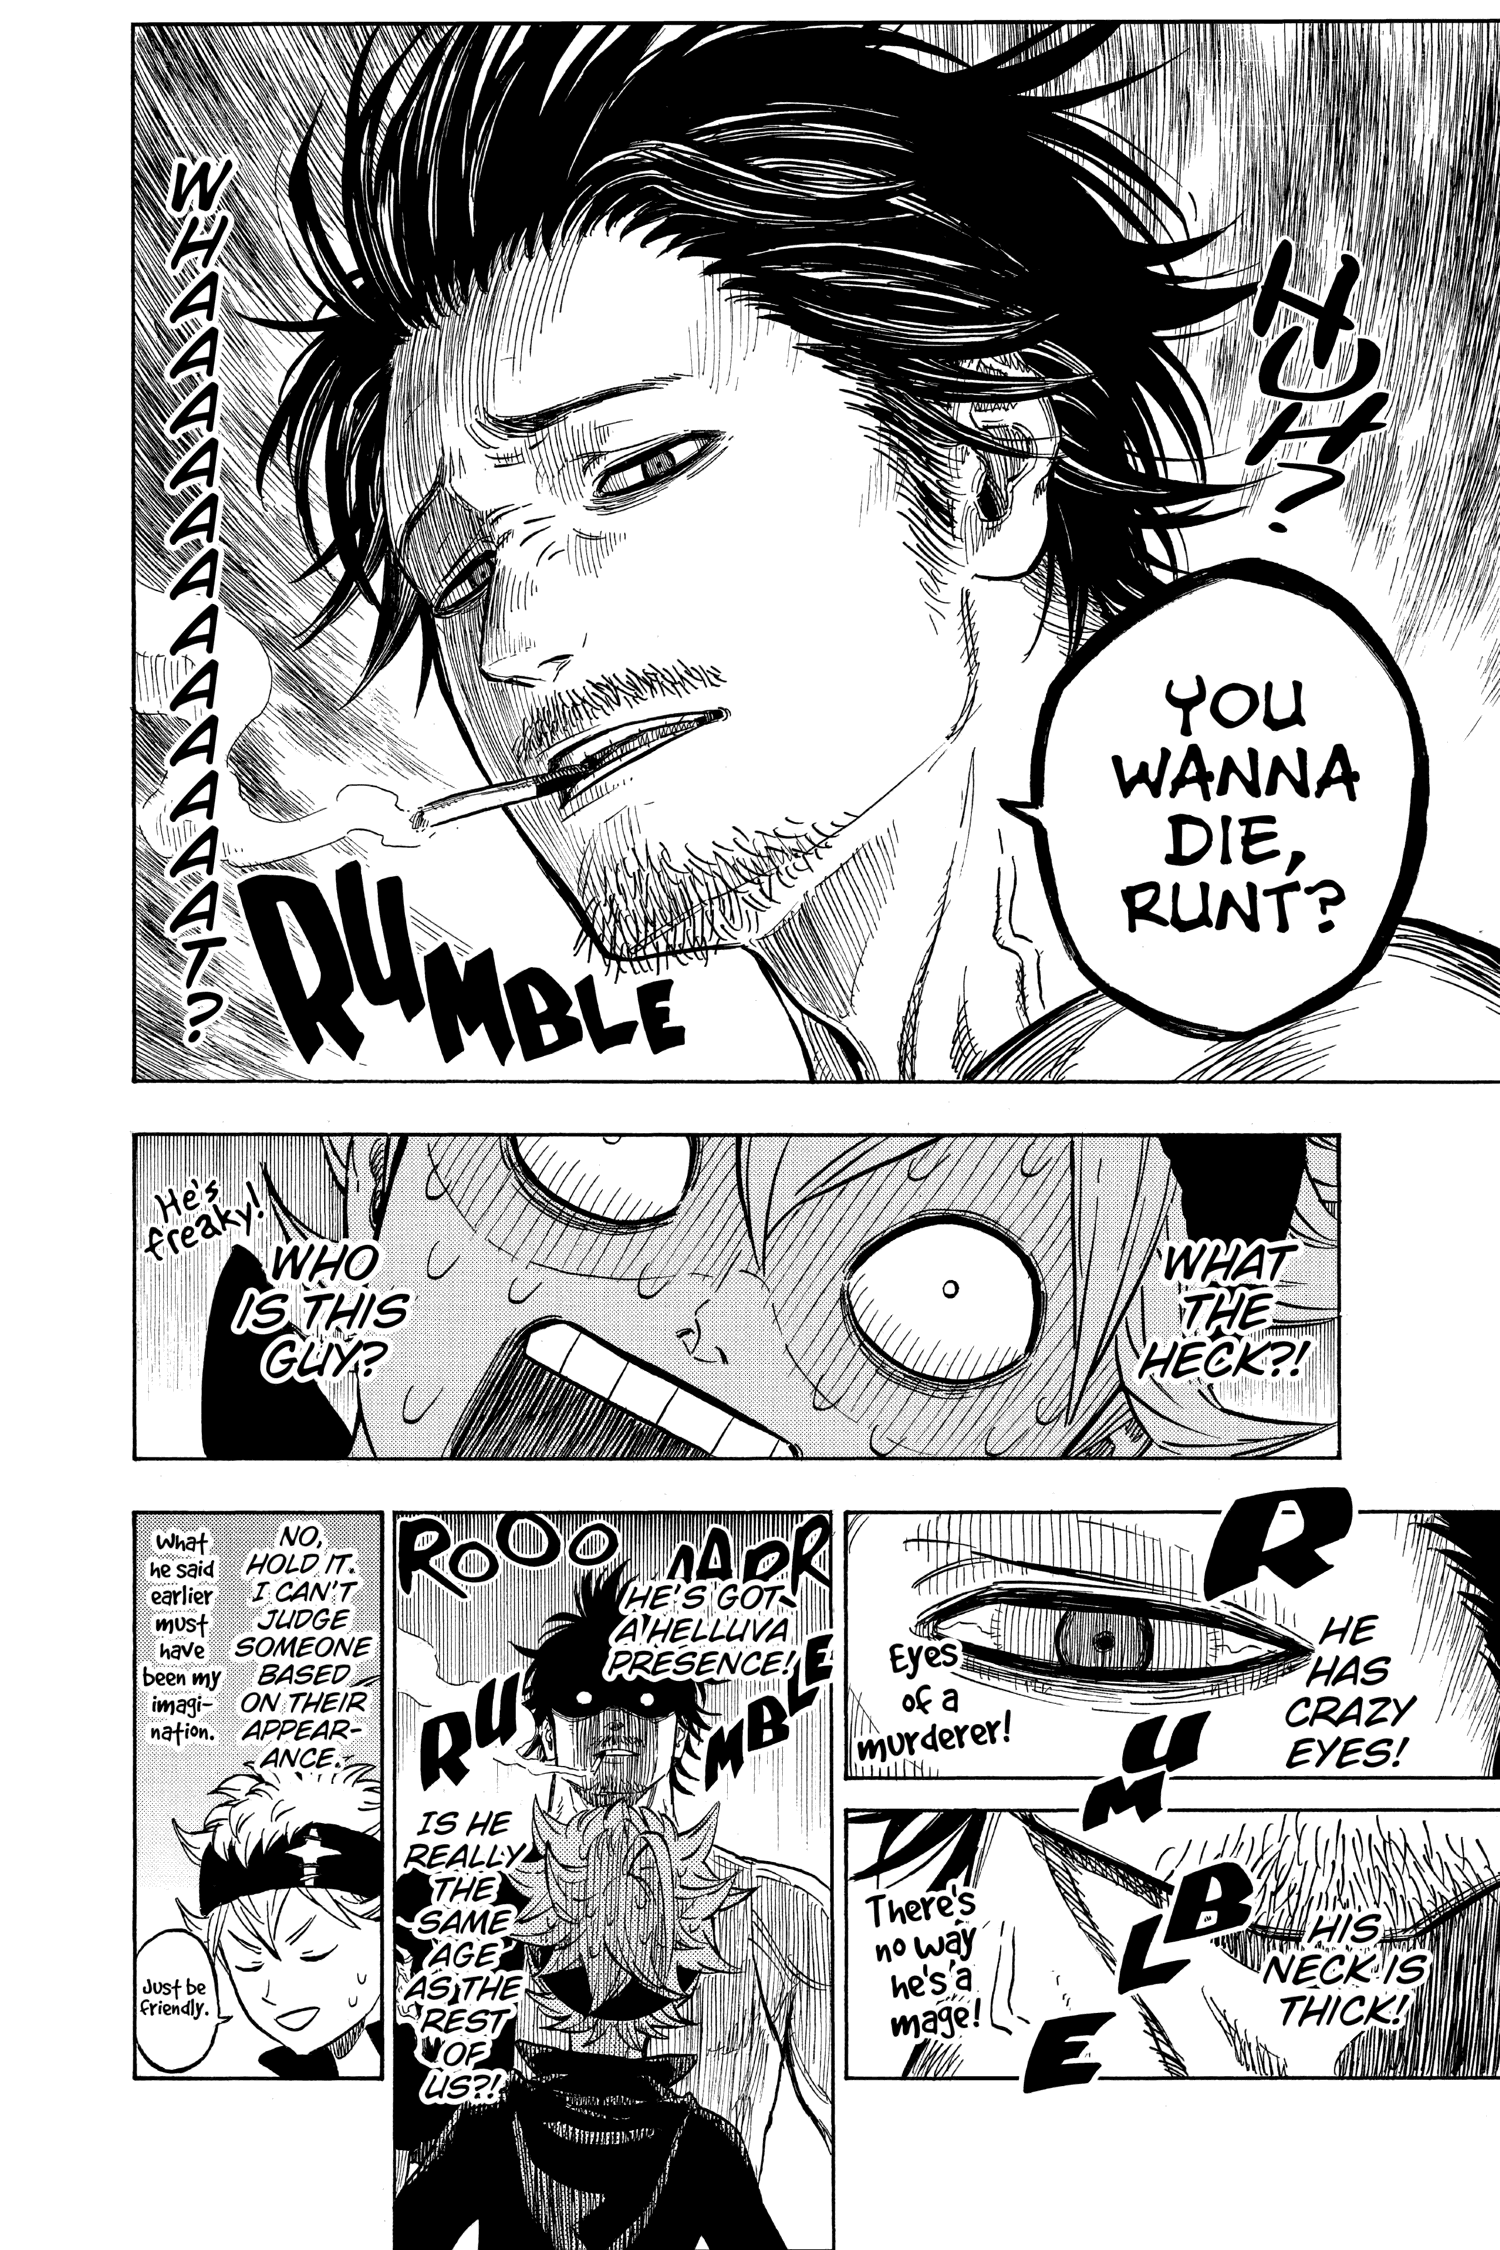 HUH?
YOU
WANNA
DIE,
RUNT?
WHAAAAAAAAAAAT?
RUMBLE
WHAT
THE
HECK?!
WHO
IS THIS
GUY?
He's
freaky!
RUMBLE
HE
HAS
CRAZY
EYES!
Eyes
of a
murderer!
HIS
NECK IS
THICK!
There's
no way
he's a
mage!
ROOO
RUMBLE
HE'S GOT
A HELLUVA
PRESENCE!
IS HE
REALLY
THE
SAME
AGE
AS THE
REST
OF
US?!
NO,
HOLD IT.
I CAN'T
JUDGE
SOMEONE
BASED
ON THEIR
APPEAR-
ANCE.
What
he said
earlier
must
have
been my
imagi-
nation.
Just be
friendly.